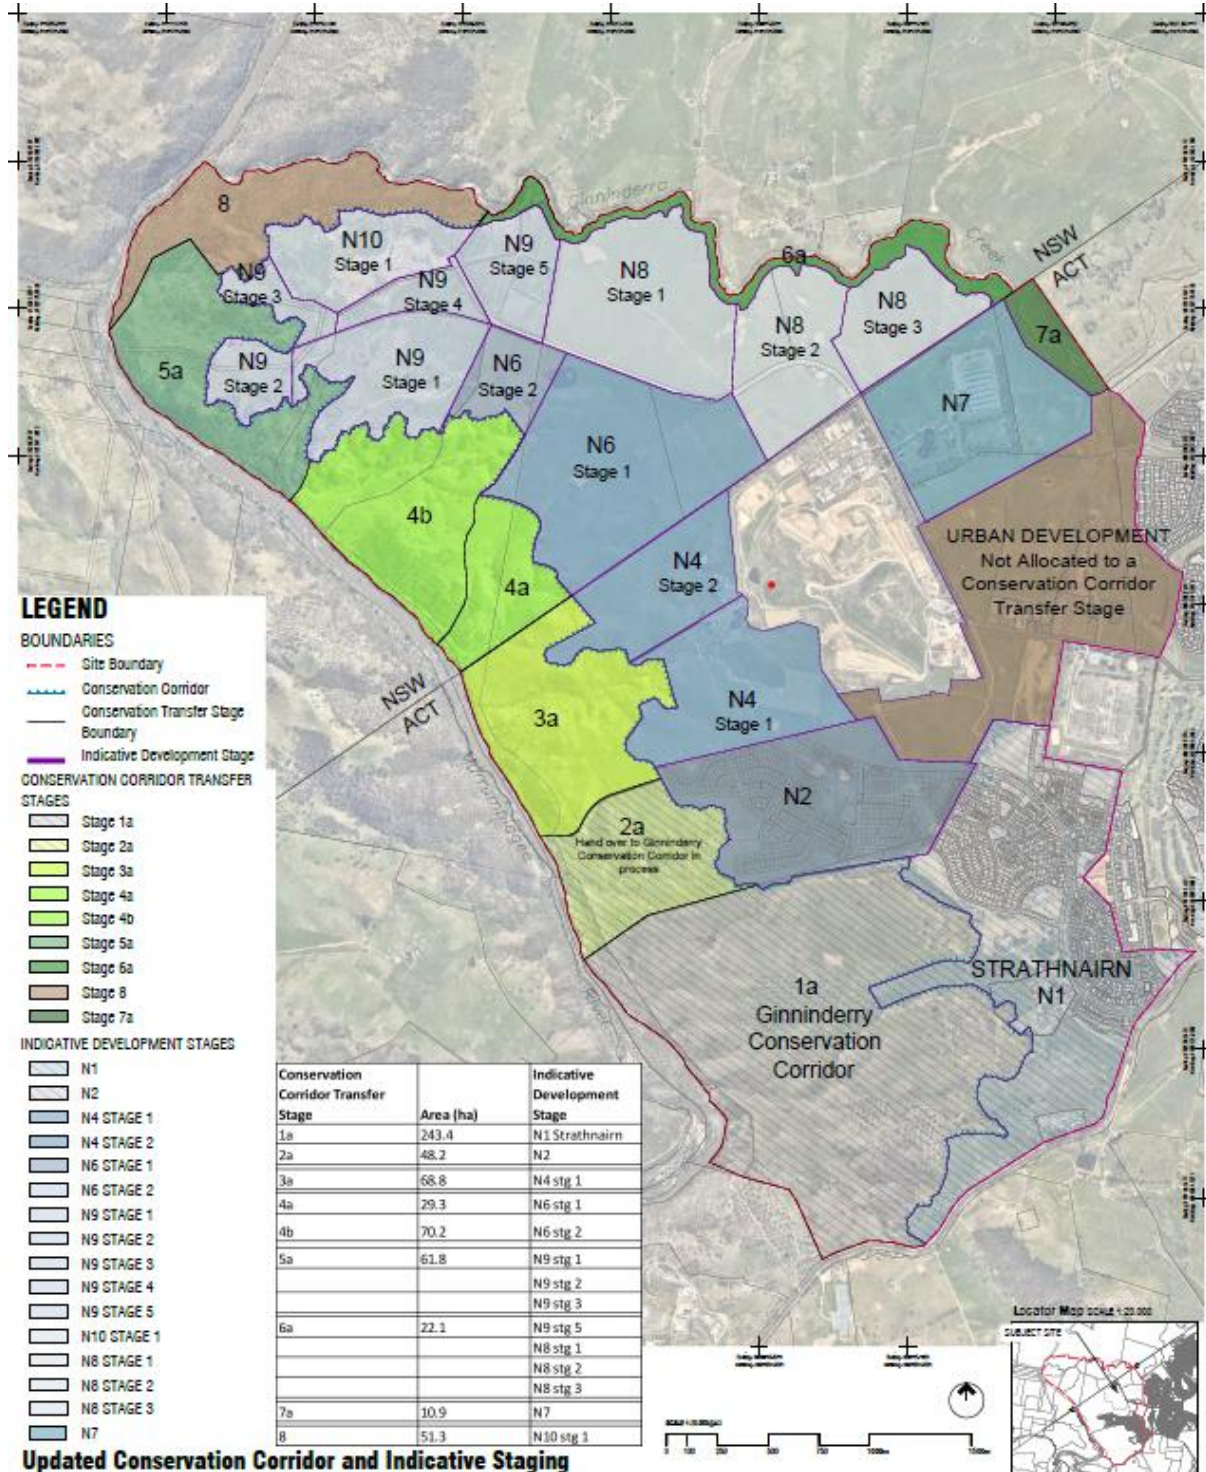 Ginninderra
Creek
NSW
ACT
8
N10
Stage 1
N9
Stage 5
N9
Stage 3
N9
Stage 4
N8
Stage 1
6a
N8
Stage 2
N8
Stage 3
7a
5a
N9
Stage 2
N9
Stage 1
N6
Stage 2
N7
N6
Stage 1
4b
4a
N4
Stage 2
URBAN DEVELOPMENT
Not Allocated to a
Conservation Corridor
Transfer Stage
NSW
ACT
3a
N4
Stage 1
N2
2a
Hand over to Ginninderry
Conservation Corridor in
process
River
1a
Ginninderry
Conservation
Corridor
STRATHNAIRN
N1
LEGEND
BOUNDARIES
Site Boundary
Conservation Corridor
Conservation Transfer Stage
Boundary
Indicative Development Stage
CONSERVATION CORRIDOR TRANSFER
STAGES
Stage 1a
Stage 2a
Stage 3a
Stage 4a
Stage 4b
Stage 5a
Stage 6a
Stage 8
Stage 7a
INDICATIVE DEVELOPMENT STAGES
N1
N2
N4 STAGE 1
N4 STAGE 2
N6 STAGE 1
N6 STAGE 2
N9 STAGE 1
N9 STAGE 2
N9 STAGE 3
N9 STAGE 4
N9 STAGE 5
N10 STAGE 1
N8 STAGE 1
N8 STAGE 2
N8 STAGE 3
N7
Conservation Corridor Transfer Stage Area (ha) Indicative Development Stage
1a 243.4 N1 Strathnairn
2a 48.2 N2
3a 68.8 N4 stg 1
4a 29.3 N6 stg 1
4b 70.2 N6 stg 2
5a 61.8 N9 stg 1
N9 stg 2
N9 stg 3
6a 22.1 N9 stg 5
N8 stg 1
N8 stg 2
N8 stg 3
7a 10.9 N7
8 51.3 N10 stg 1
0 100 250 500 750 1000m 1500m
Locator Map SCALE 1:20,000
SUBJECT SITE
Updated Conservation Corridor and Indicative Staging